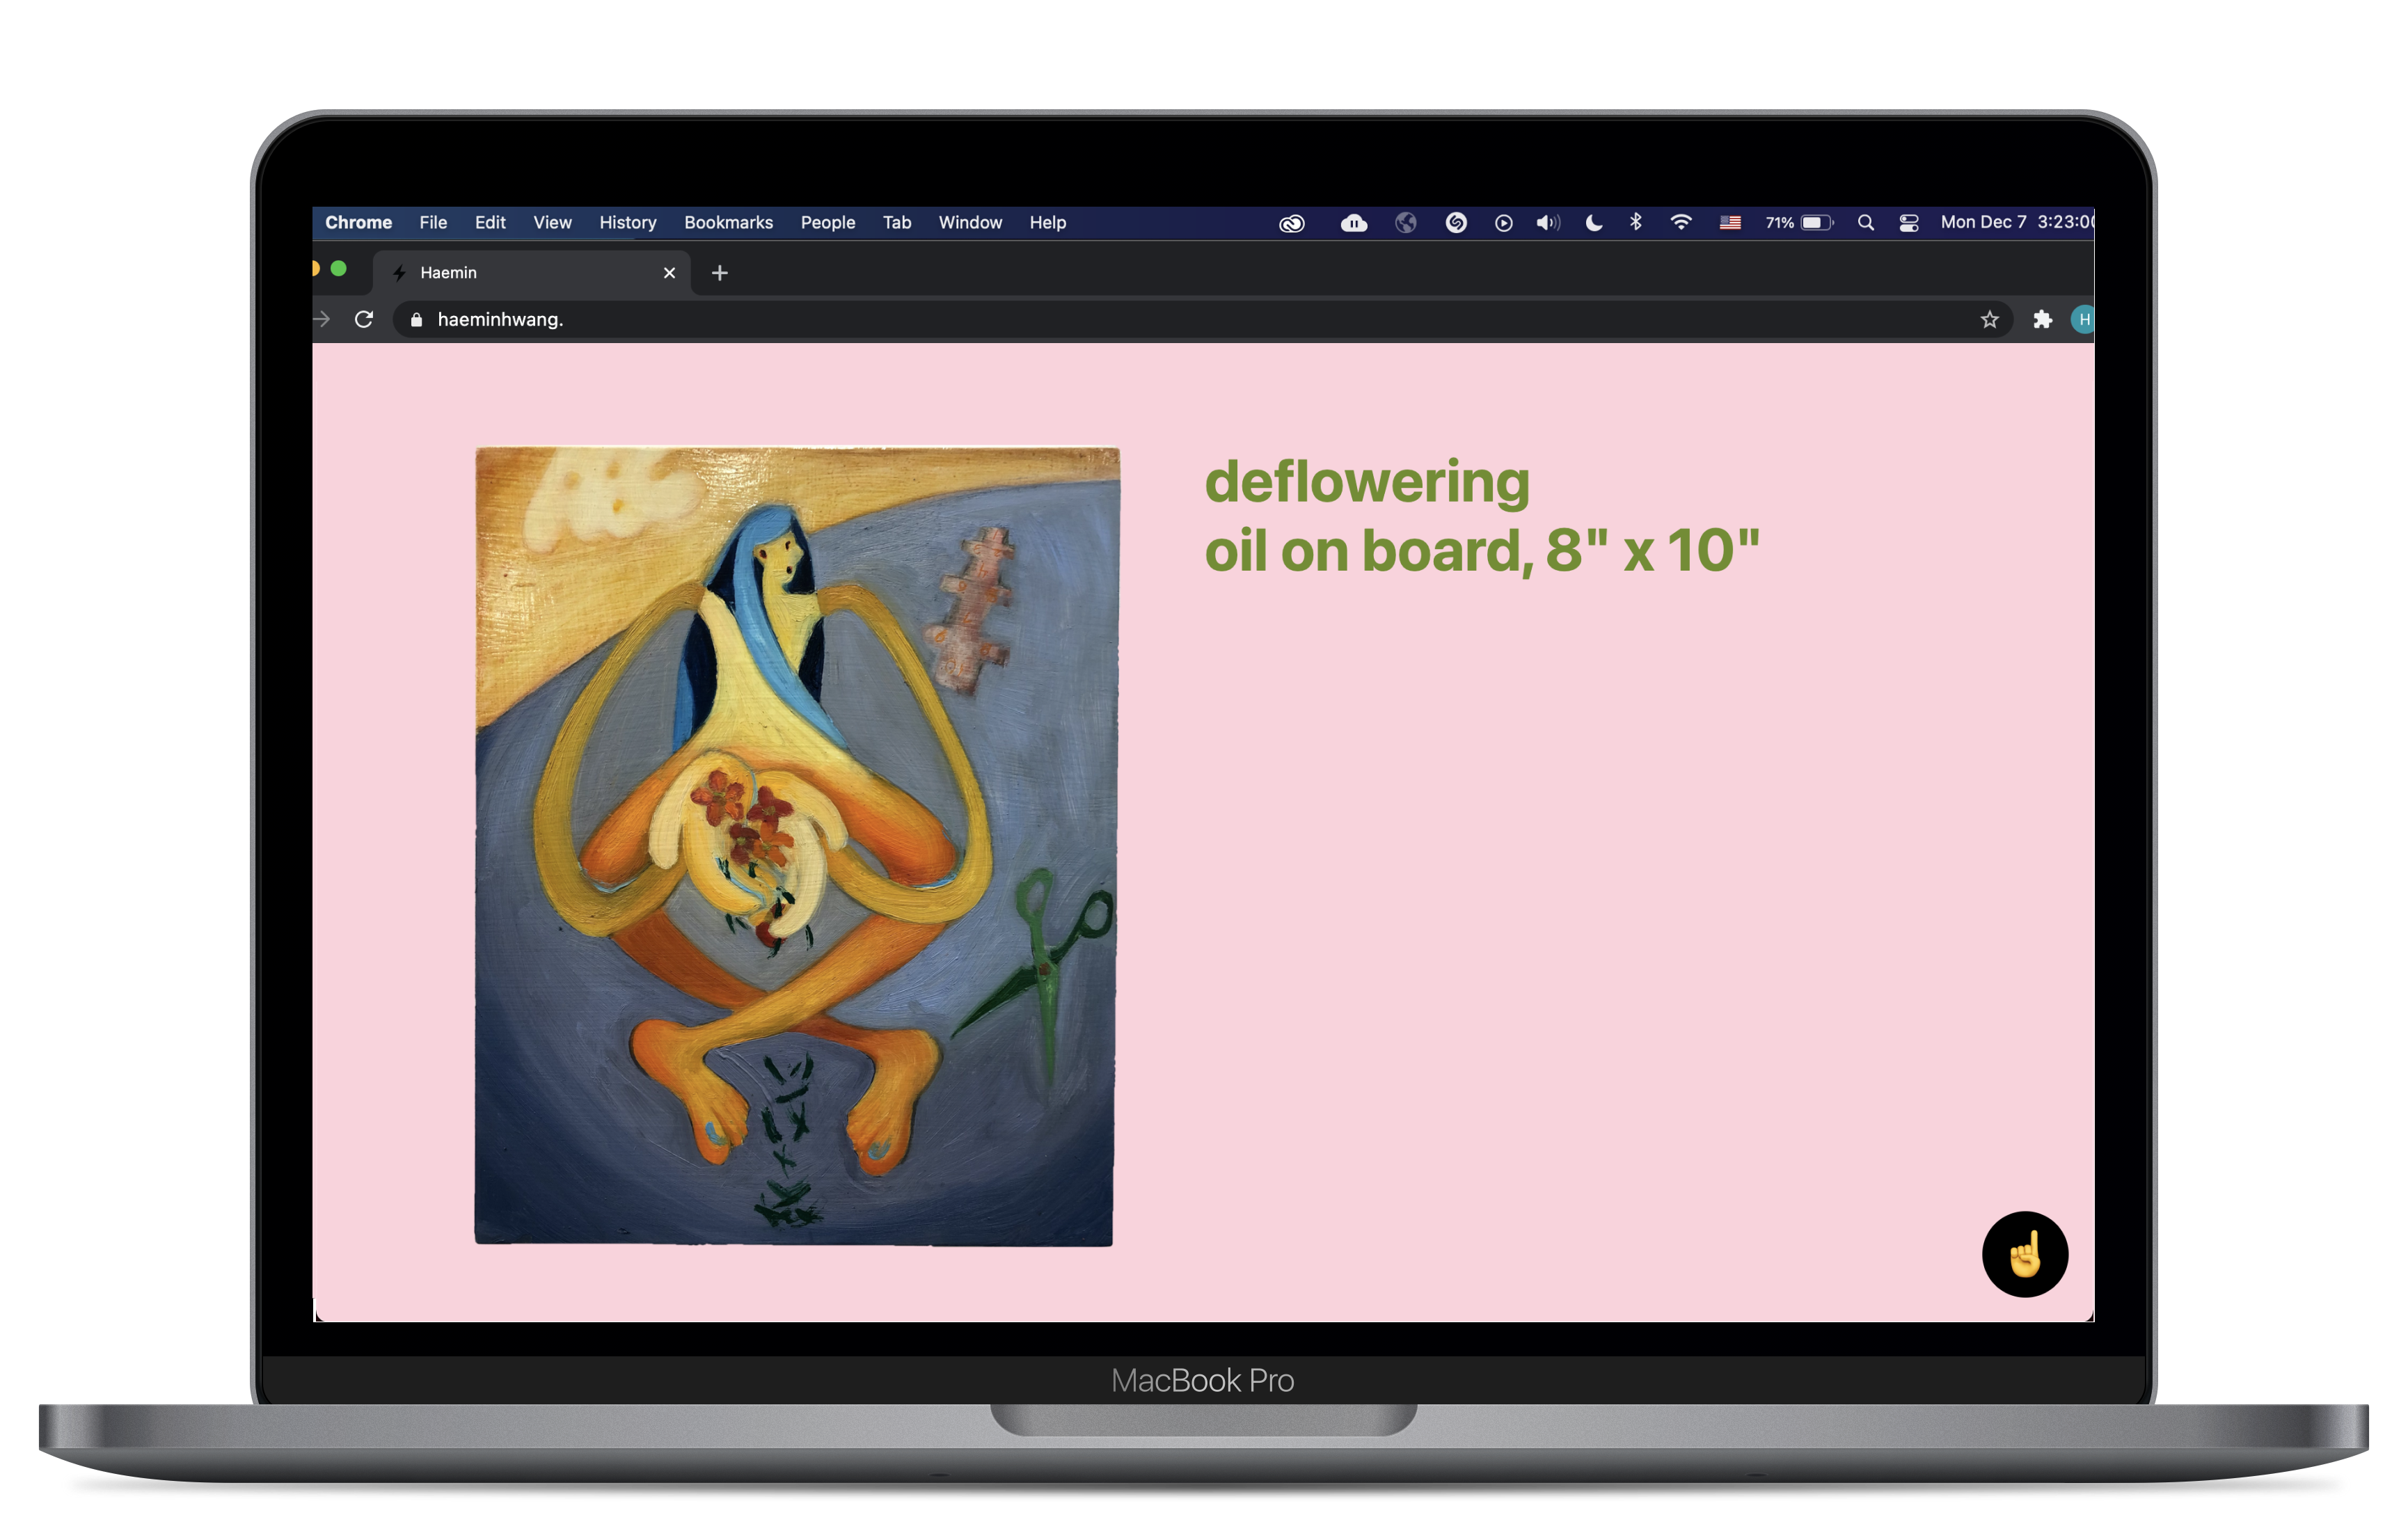 Chrome File Edit View History Bookmarks People Tab Window Help 71% Mon Dec 7 3:23:00
Haemin
haeminhwang. H
deflowering
oil on board, 8" x 10"
MacBook Pro